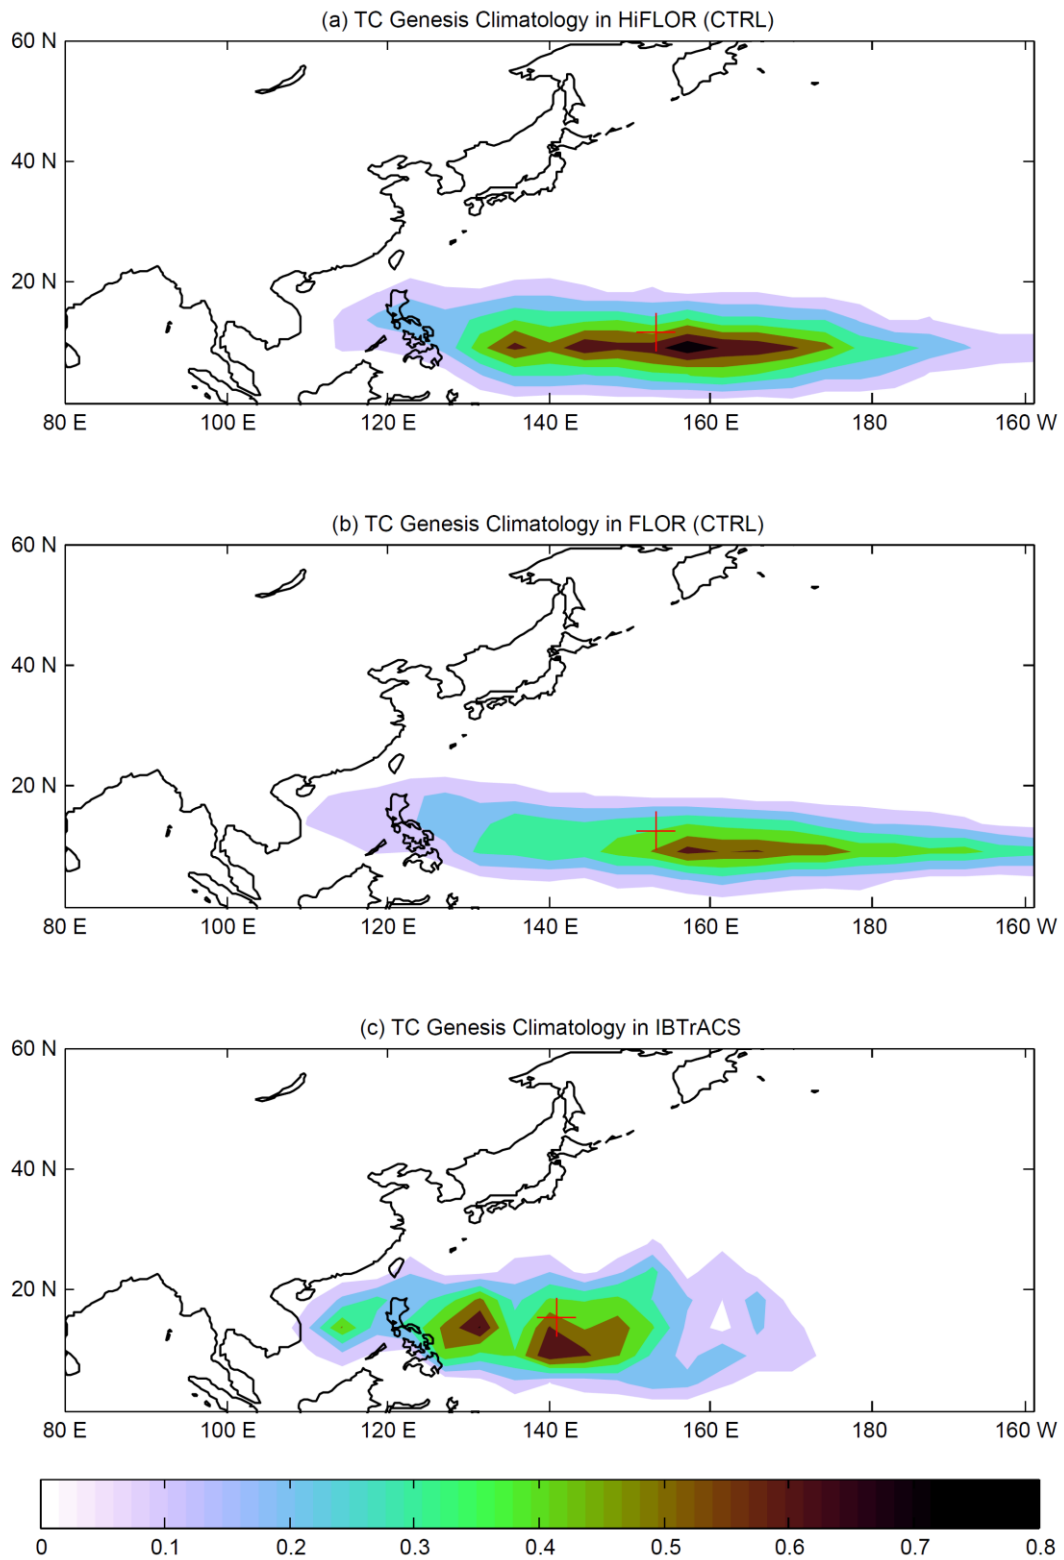 (a) TC Genesis Climatology in HiFLOR (CTRL)
60 N
40 N
20 N
80 E 100 E 120 E 140 E 160 E 180 160 W
(b) TC Genesis Climatology in FLOR (CTRL)
60 N
40 N
20 N
80 E 100 E 120 E 140 E 160 E 180 160 W
(c) TC Genesis Climatology in IBTrACS
60 N
40 N
20 N
80 E 100 E 120 E 140 E 160 E 180 160 W
0 0.1 0.2 0.3 0.4 0.5 0.6 0.7 0.8